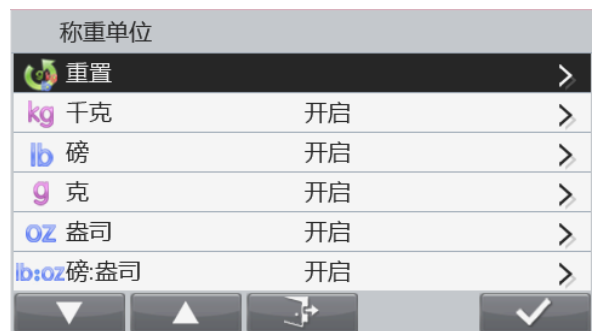 称重单位
重置
kg 千克 开启
lb 磅 开启
g 克 开启
oz 盎司 开启
lb:oz 磅:盎司 开启